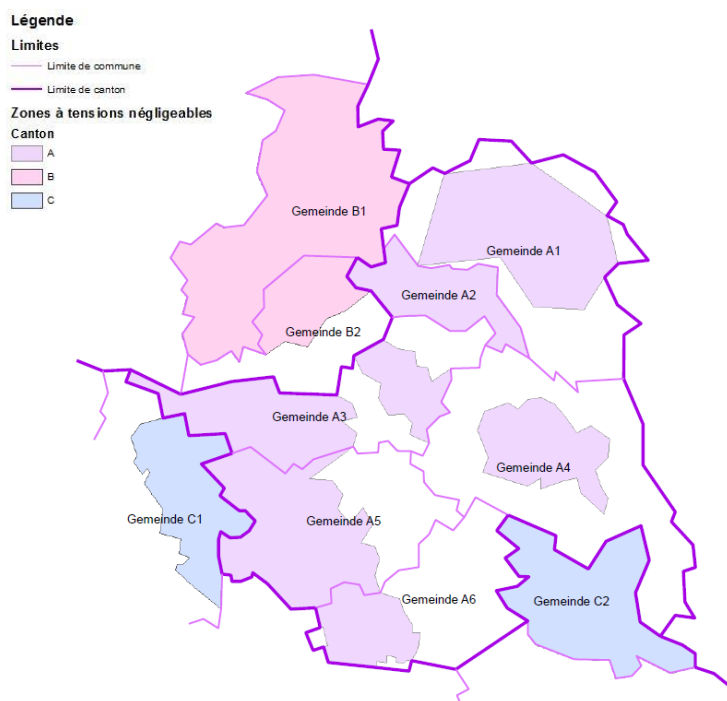 Légende
Limites
Limite de commune
Limite de canton
Zones à tensions négligeables
Canton
A
B
C
Gemeinde B1
Gemeinde A1
Gemeinde A2
Gemeinde B2
Gemeinde A3
Gemeinde A4
Gemeinde C1
Gemeinde A5
Gemeinde A6
Gemeinde C2